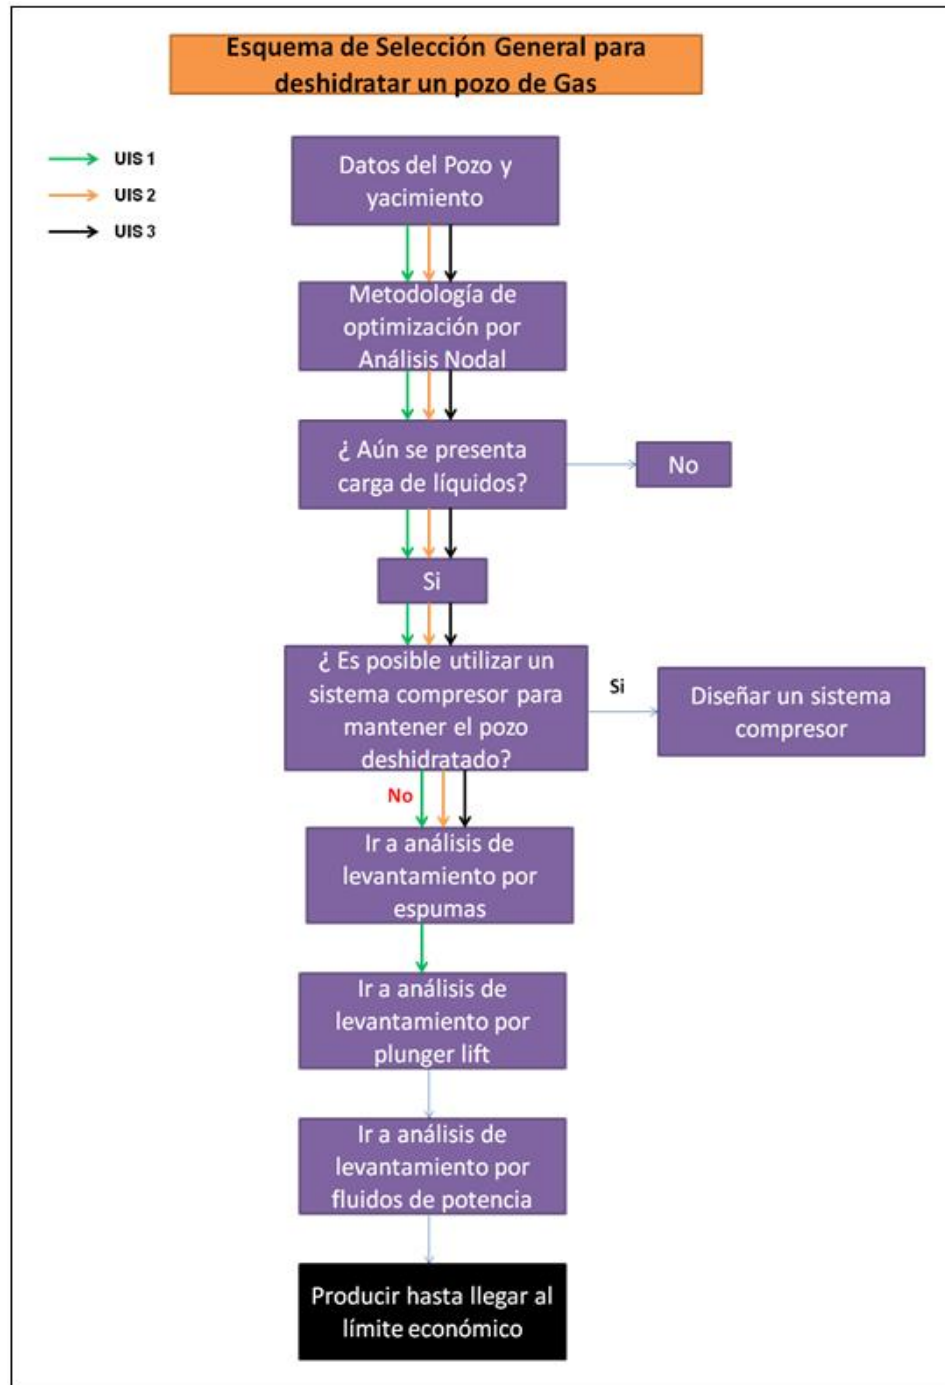 Esquema de Selección General para
deshidratar un pozo de Gas
UIS 1
UIS 2
UIS 3
Datos del Pozo y
yacimiento
Metodología de
optimización por
Análisis Nodal
¿ Aún se presenta
carga de líquidos?
No
Si
¿ Es posible utilizar un
sistema compresor para
mantener el pozo
deshidratado?
Si
Diseñar un sistema
compresor
No
Ir a análisis de
levantamiento por
espumas
Ir a análisis de
levantamiento por
plunger lift
Ir a análisis de
levantamiento por
fluidos de potencia
Producir hasta llegar al
límite económico